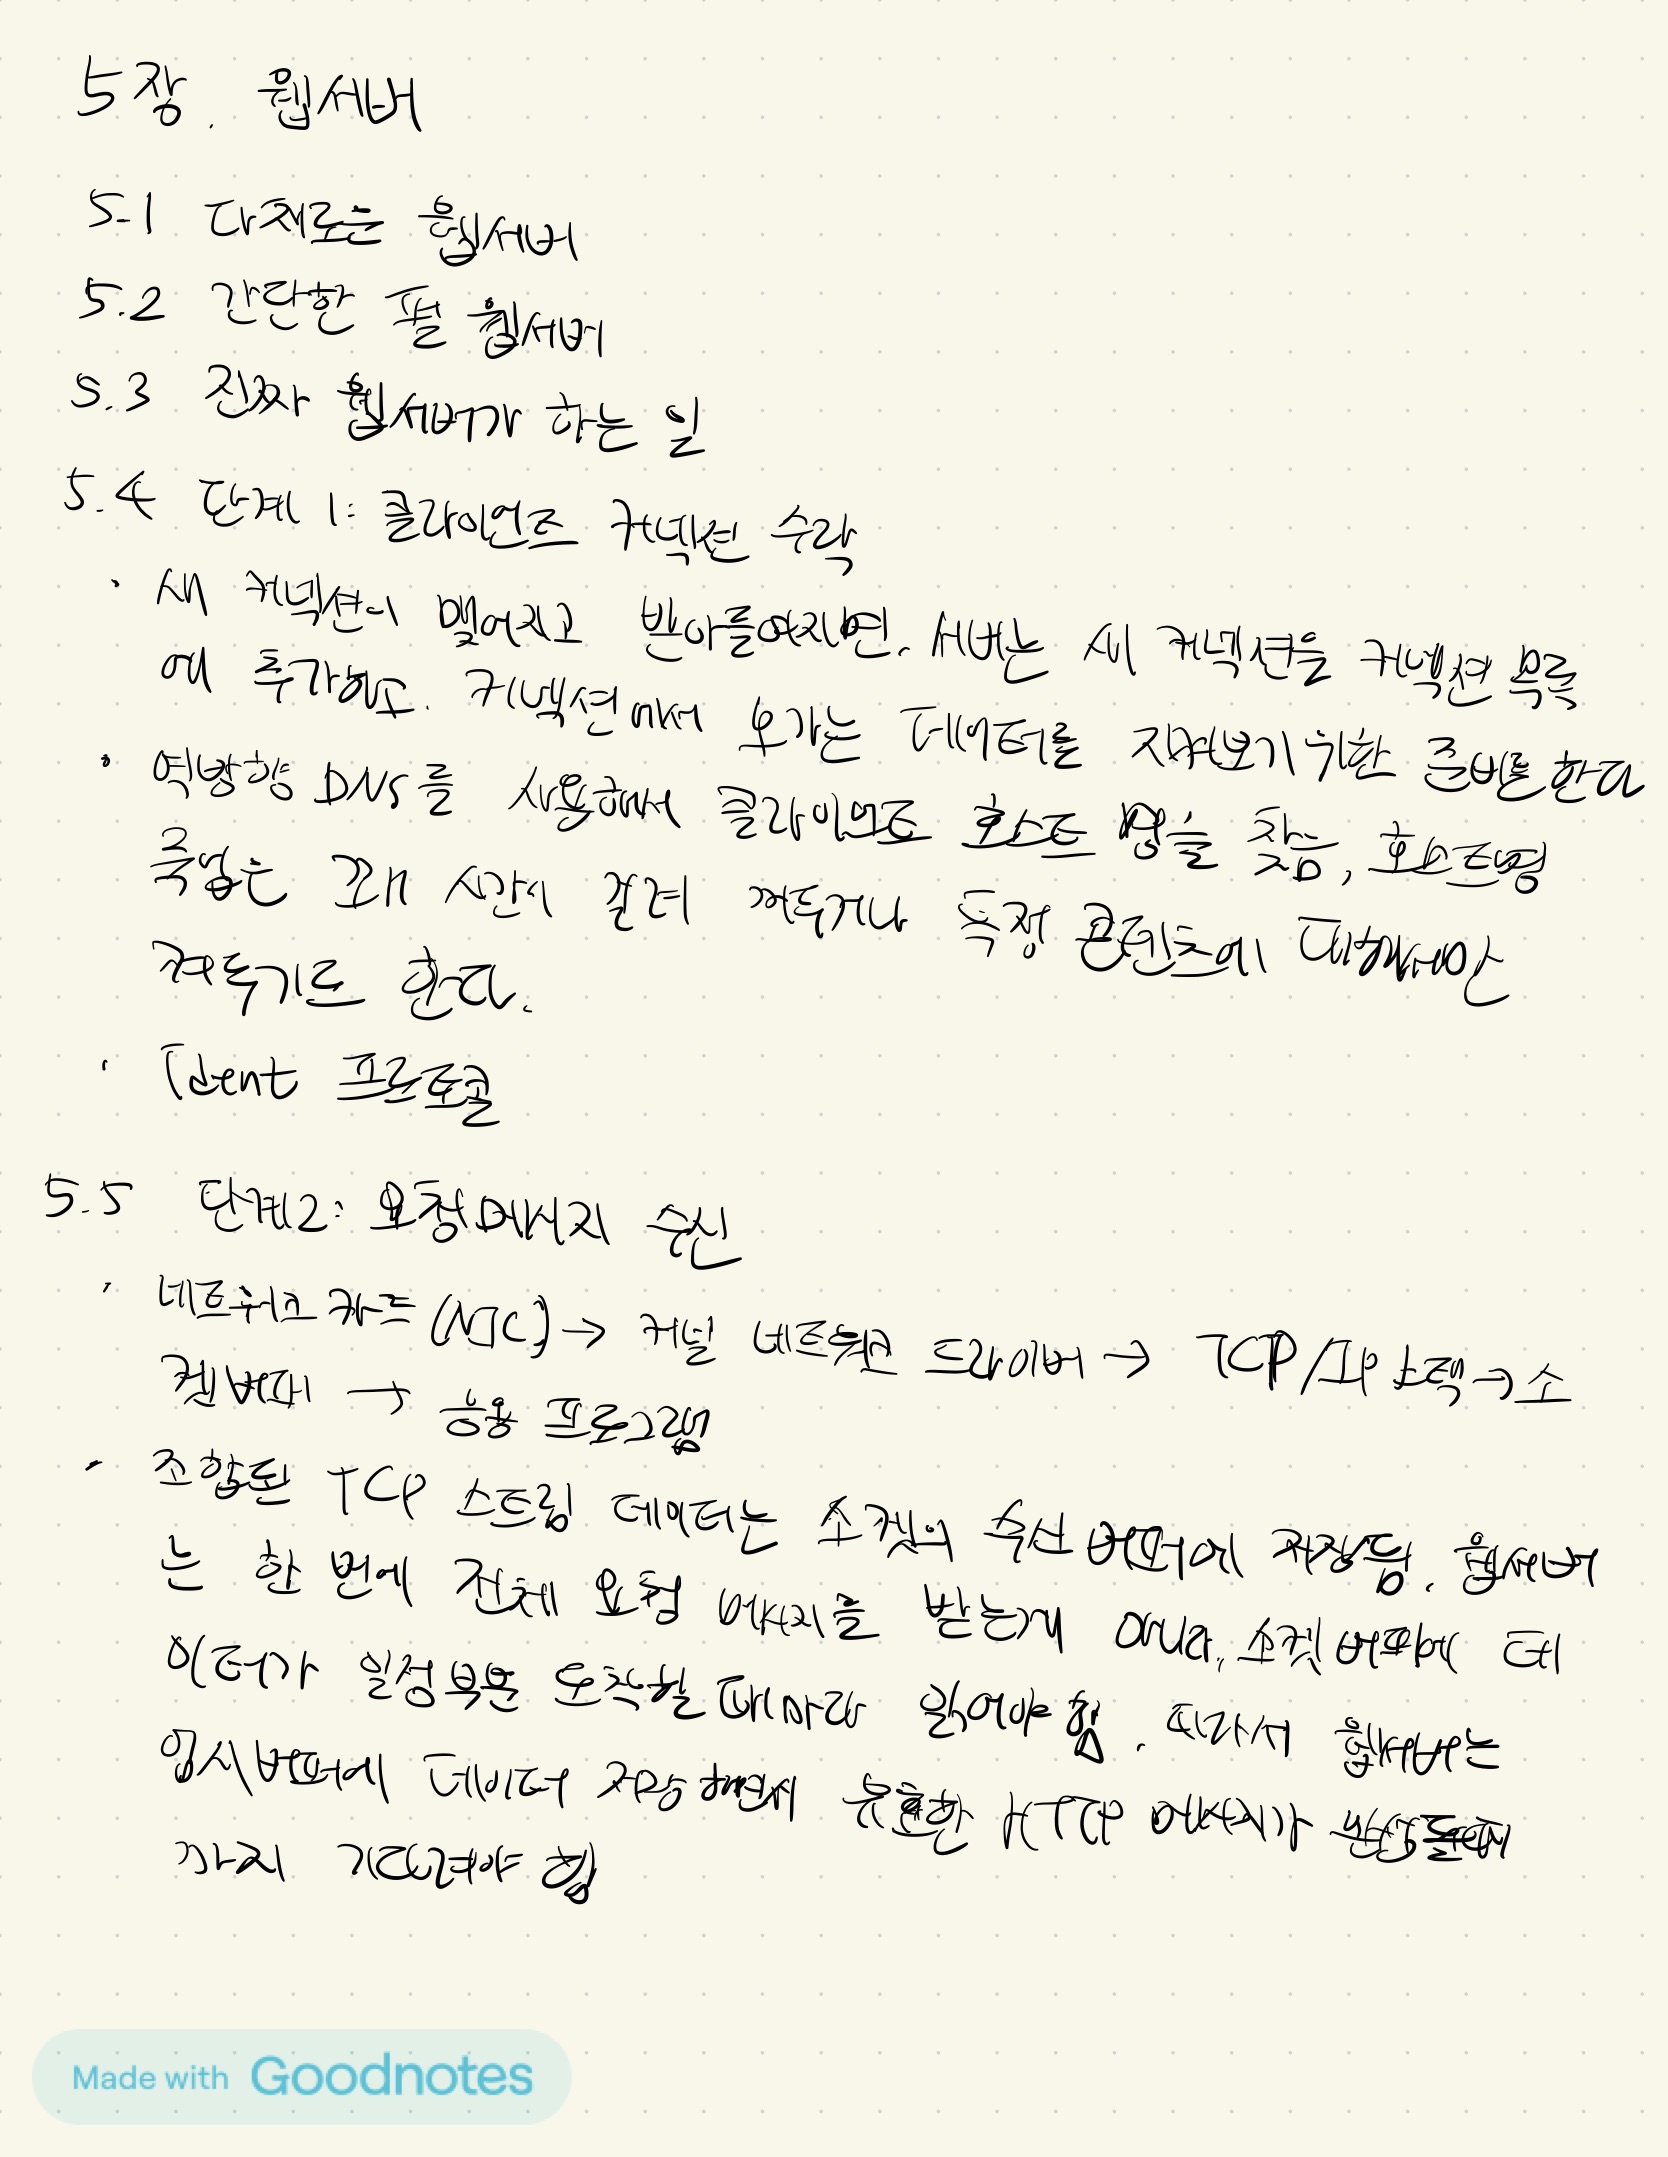 5장. 웹서버
5.1 다채로운 웹서버
5.2 간단한 펄 웹서버
5.3 진짜 웹서버가 하는 일
5.4 단계 1: 클라이언트 커넥션 수락
· 새 커넥션이 맺어지고 받아들여지면, 서버는 새 커넥션을 커넥션 목록
에 추가하고, 커넥션에서 오가는 데이터를 지켜보기 위한 준비를 한다
· 역방향 DNS를 사용해서 클라이언트 호스트 명을 찾음, 호스트명
룩업은 꽤 시간이 걸려 꺼두거나 특정 콘텐츠에 대해서만
켜두기도 한다.
· Ident 프로토콜
5.5 단계2: 요청메시지 수신
· 네트워크 카드(NIC) → 커널 네트워크 드라이버 → TCP/IP 스택 → 소
켓버퍼 → 응용 프로그램
· 조합된 TCP 스트림 데이터는 소켓의 수신 버퍼에 저장됨. 웹서버
는 한 번에 전체 요청 메시지를 받는게 아니라, 소켓 버퍼에 데
이터가 일정부분 도착할 때마다 읽어야 함. 따라서 웹서버는
임시버퍼에 데이터 저장해면서 유효한 HTTP 메시지가 완성될때
까지 기다려야 함
Made with Goodnotes